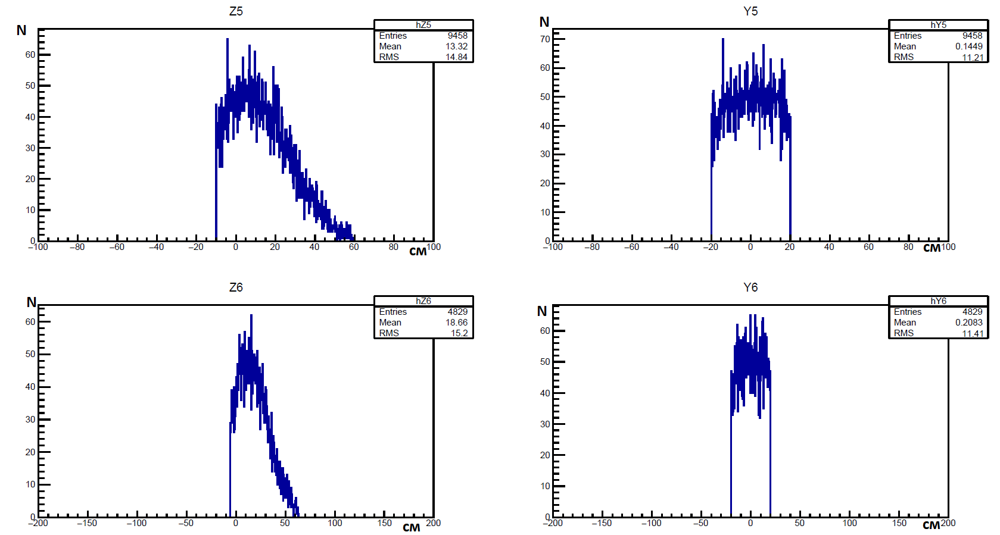 Z5
N
hZ5
Entries 9458
Mean 13.32
RMS 14.84
60
50
40
30
20
10
0
–100 –80 –60 –40 –20 0 20 40 60 80 100
см
Y5
N
hY5
Entries 9458
Mean 0.1449
RMS 11.21
70
60
50
40
30
20
10
0
–100 –80 –60 –40 –20 0 20 40 60 80 100
см
Z6
N
hZ6
Entries 4829
Mean 18.66
RMS 15.2
60
50
40
30
20
10
0
–200 –150 –100 –50 0 50 100 150 200
см
Y6
N
hY6
Entries 4829
Mean 0.2083
RMS 11.41
60
50
40
30
20
10
0
–200 –150 –100 –50 0 50 100 150 200
см